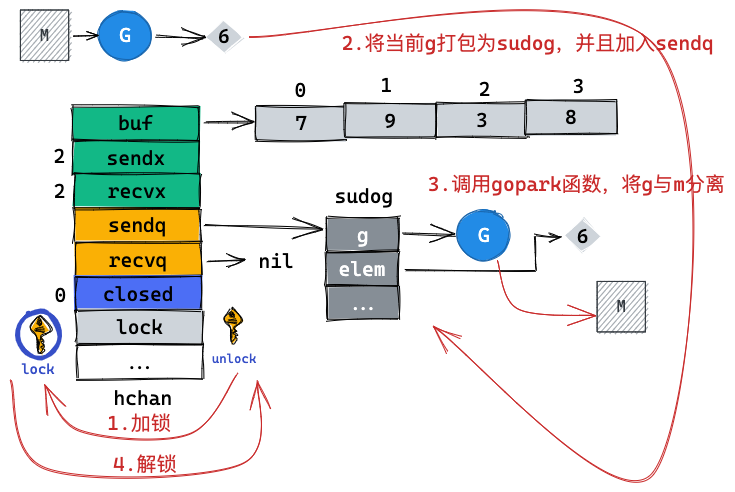 M
G
6
2.将当前g打包为sudog，并且加入sendq
0 1 2 3
buf
7 9 3 8
2 sendx
2 recvx
sudog
3.调用gopark函数，将g与m分离
sendq
g
G
6
recvq
nil
elem
0 closed
...
M
lock
lock
unlock
...
hchan
1.加锁
4.解锁